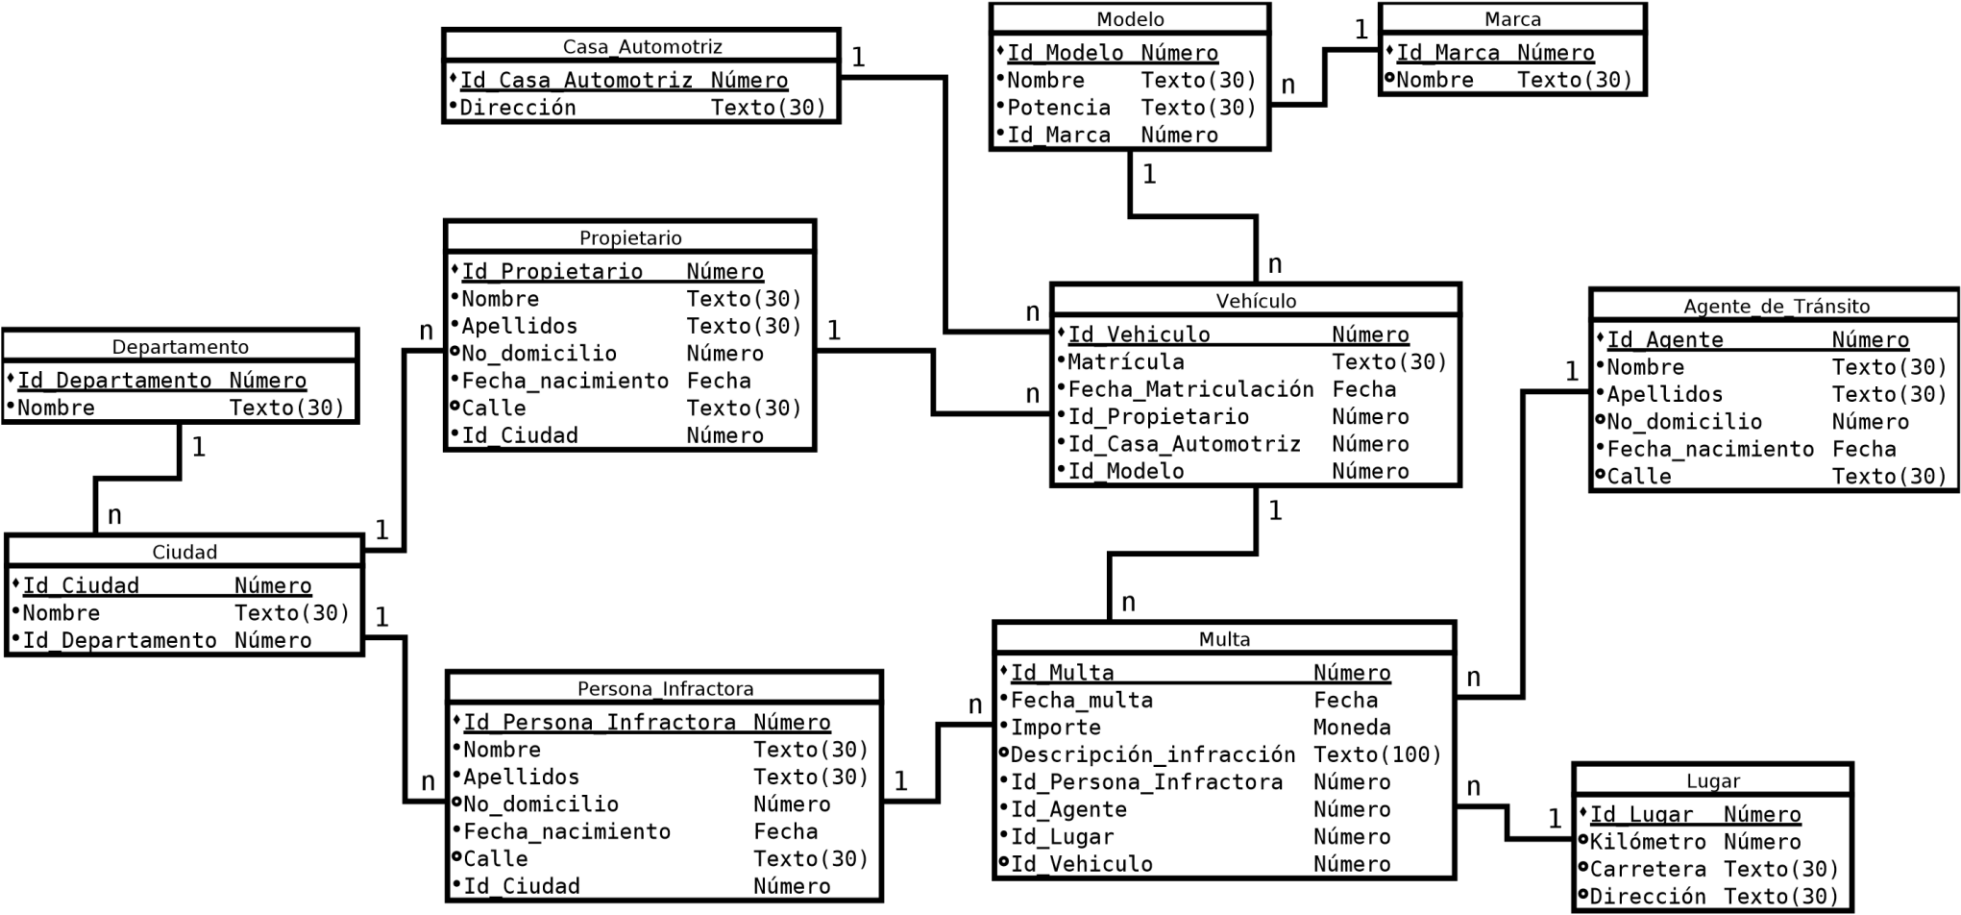 Casa_Automotriz
Id_Casa_Automotriz Número
Dirección Texto(30)
1
n
Modelo
Id_Modelo Número
Nombre Texto(30)
Potencia Texto(30)
Id_Marca Número
n
1
Marca
Id_Marca Número
Nombre Texto(30)
1
n
Propietario
Id_Propietario Número
Nombre Texto(30)
Apellidos Texto(30)
No_domicilio Número
Fecha_nacimiento Fecha
Calle Texto(30)
Id_Ciudad Número
1
n
Vehículo
Id_Vehiculo Número
Matrícula Texto(30)
Fecha_Matriculación Fecha
Id_Propietario Número
Id_Casa_Automotriz Número
Id_Modelo Número
1
n
Agente_de_Tránsito
Id_Agente Número
Nombre Texto(30)
Apellidos Texto(30)
No_domicilio Número
Fecha_nacimiento Fecha
Calle Texto(30)
1
n
Departamento
Id_Departamento Número
Nombre Texto(30)
1
n
Ciudad
Id_Ciudad Número
Nombre Texto(30)
Id_Departamento Número
1
n
1
n
Persona_Infractora
Id_Persona_Infractora Número
Nombre Texto(30)
Apellidos Texto(30)
No_domicilio Número
Fecha_nacimiento Fecha
Calle Texto(30)
Id_Ciudad Número
1
n
Multa
Id_Multa Número
Fecha_multa Fecha
Importe Moneda
Descripción_infracción Texto(100)
Id_Persona_Infractora Número
Id_Agente Número
Id_Lugar Número
Id_Vehiculo Número
n
1
Lugar
Id_Lugar Número
Kilómetro Número
Carretera Texto(30)
Dirección Texto(30)